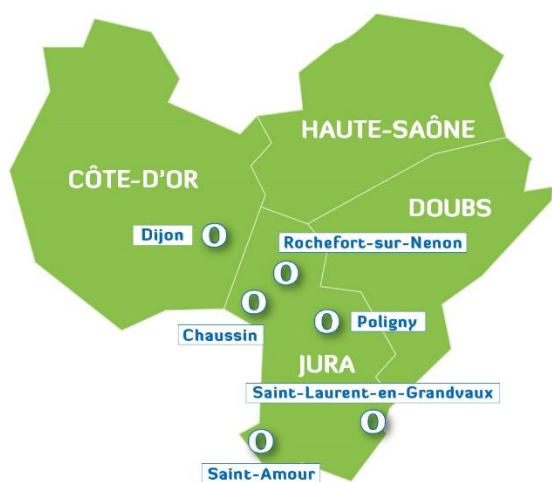 HAUTE-SAÔNE
CÔTE-D'OR
DOUBS
Dijon
Rochefort-sur-Nenon
Chaussin
Poligny
JURA
Saint-Laurent-en-Grandvaux
Saint-Amour